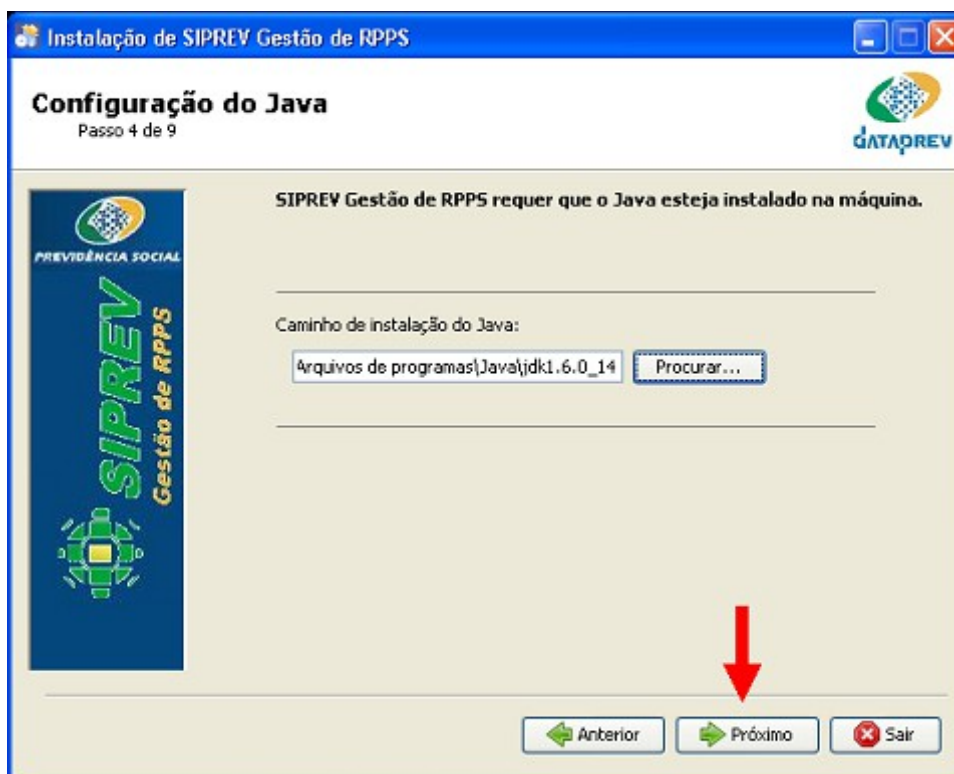 Instalação de SIPREV Gestão de RPPS
Configuração do Java
Passo 4 de 9
DATAPREV
PREVIDÊNCIA SOCIAL
SIPREV
Gestão de RPPS
SIPREV Gestão de RPPS requer que o Java esteja instalado na máquina.
Caminho de instalação do Java:
Arquivos de programas\Java\jdk1.6.0_14
Procurar...
Anterior
Próximo
Sair